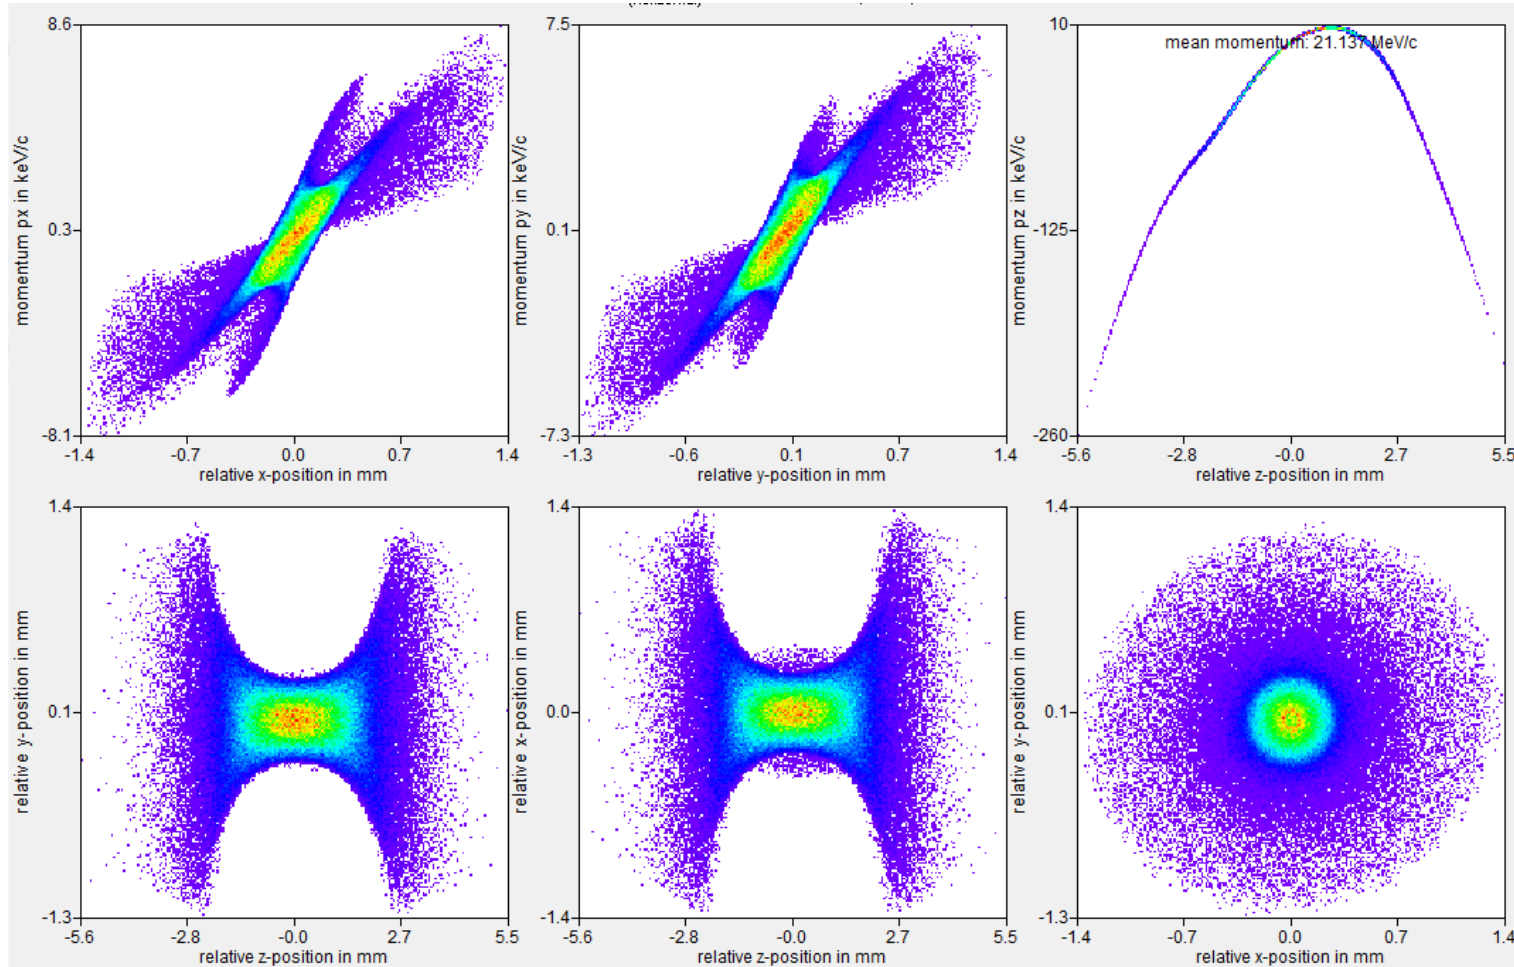 8.6
0.3
-8.1
-1.4 -0.7 0.0 0.7 1.4
relative x-position in mm
momentum px in keV/c
7.5
0.1
-7.3
-1.3 -0.6 0.1 0.7 1.4
relative y-position in mm
momentum py in keV/c
10
mean momentum: 21.137 MeV/c
-125
-260
-5.6 -2.8 -0.0 2.7 5.5
relative z-position in mm
momentum pz in keV/c
1.4
0.1
-1.3
-5.6 -2.8 -0.0 2.7 5.5
relative z-position in mm
relative y-position in mm
1.4
0.0
-1.4
-5.6 -2.8 -0.0 2.7 5.5
relative z-position in mm
relative x-position in mm
1.4
0.1
-1.3
-1.4 -0.7 0.0 0.7 1.4
relative x-position in mm
relative y-position in mm